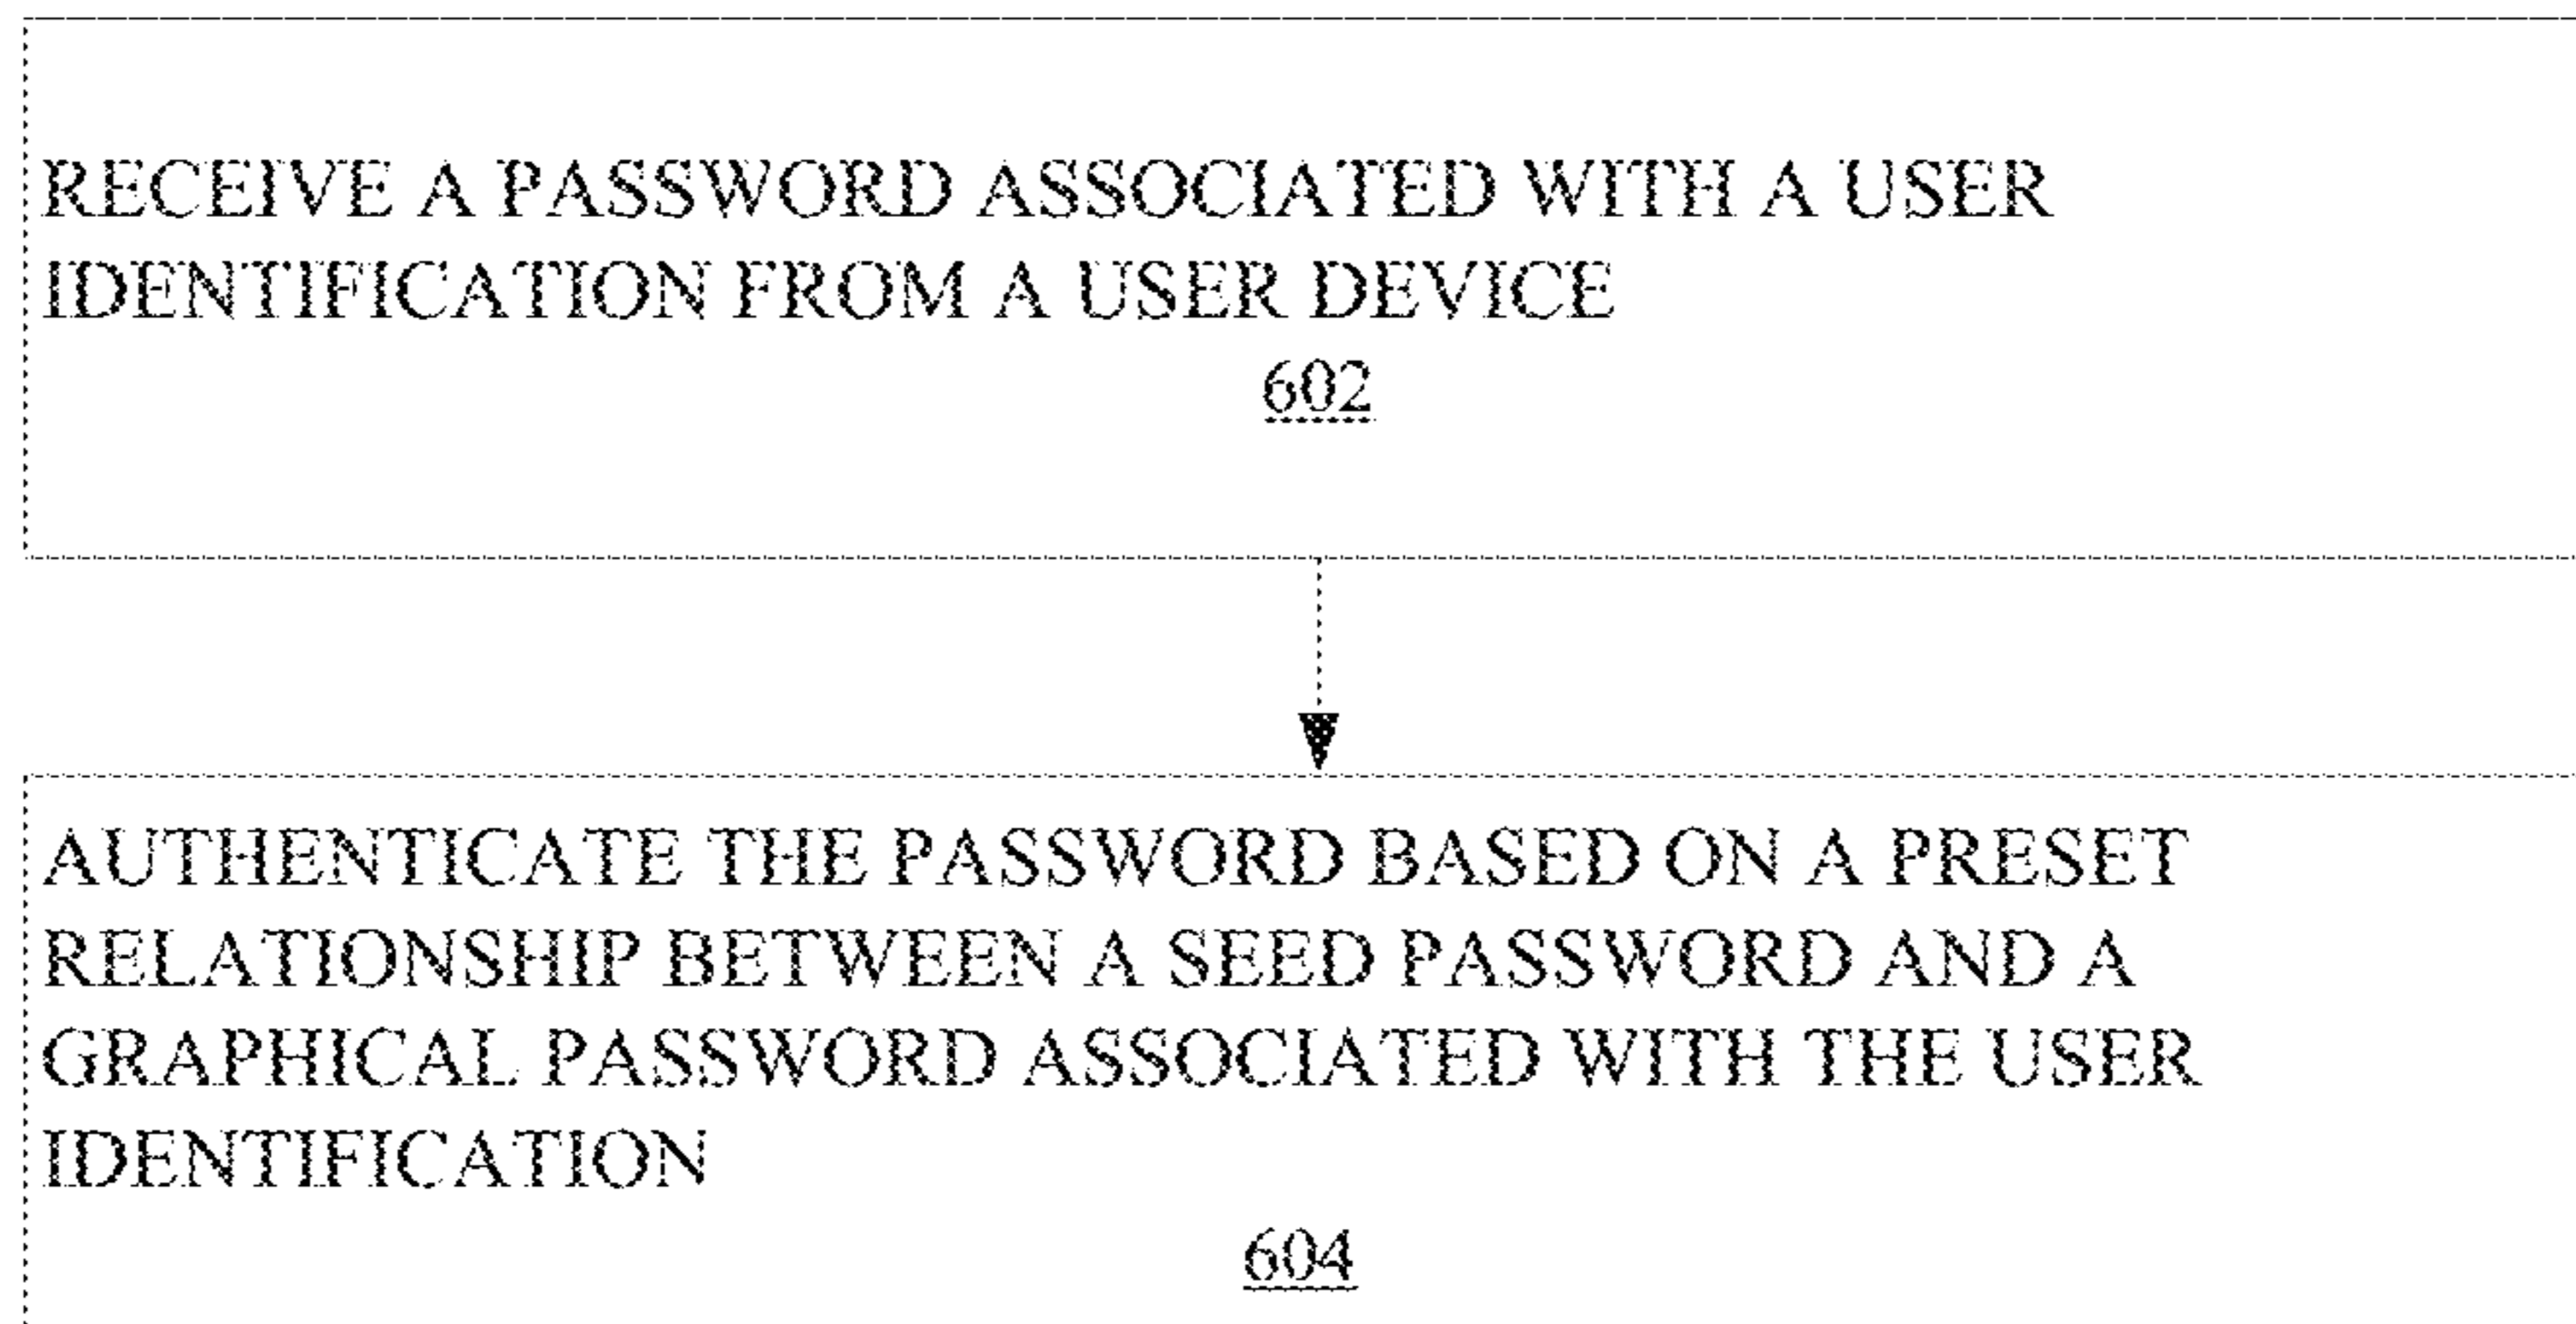 RECEIVE A PASSWORD ASSOCIATED WITH A USER
IDENTIFICATION FROM A USER DEVICE
602
AUTHENTICATE THE PASSWORD BASED ON A PRESET
RELATIONSHIP BETWEEN A SEED PASSWORD AND A
GRAPHICAL PASSWORD ASSOCIATED WITH THE USER
IDENTIFICATION
604